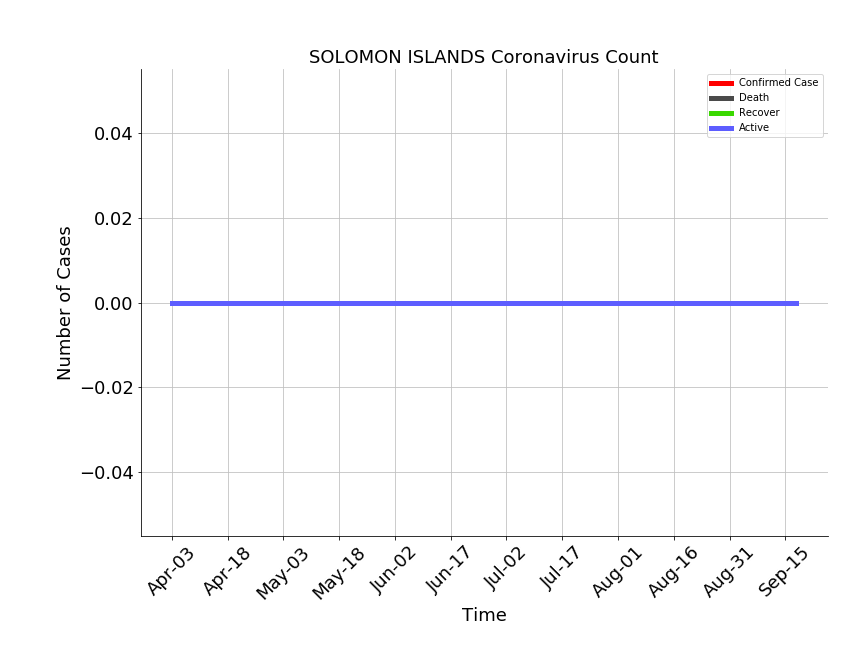 SOLOMON ISLANDS Coronavirus Count
Confirmed Case
Death
Recover
Active
Number of Cases
0.04
0.02
0.00
−0.02
−0.04
Apr-03
Apr-18
May-03
May-18
Jun-02
Jun-17
Jul-02
Jul-17
Aug-01
Aug-16
Aug-31
Sep-15
Time